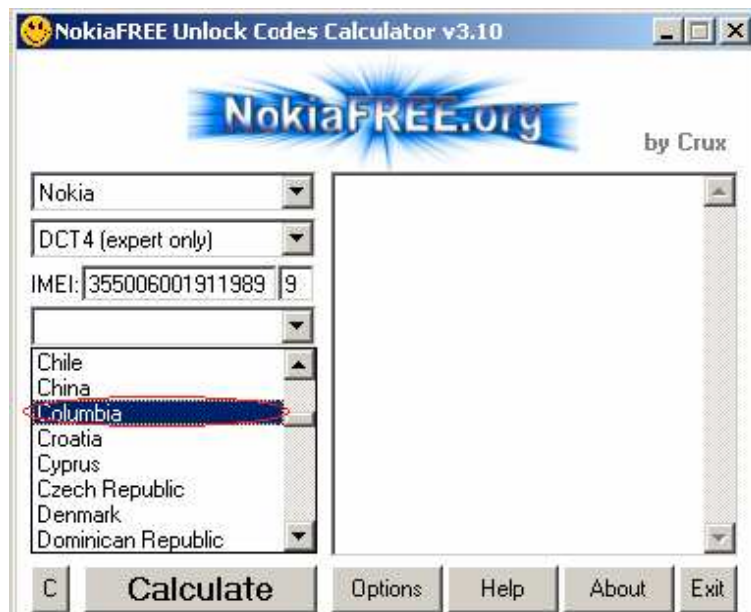 NokiaFREE Unlock Codes Calculator v3.10
NokiaFREE.org
by Crux
Nokia
DCT4 (expert only)
IMEI: 355006001911989 9
Chile
China
Columbia
Croatia
Cyprus
Czech Republic
Denmark
Dominican Republic
C Calculate Options Help About Exit